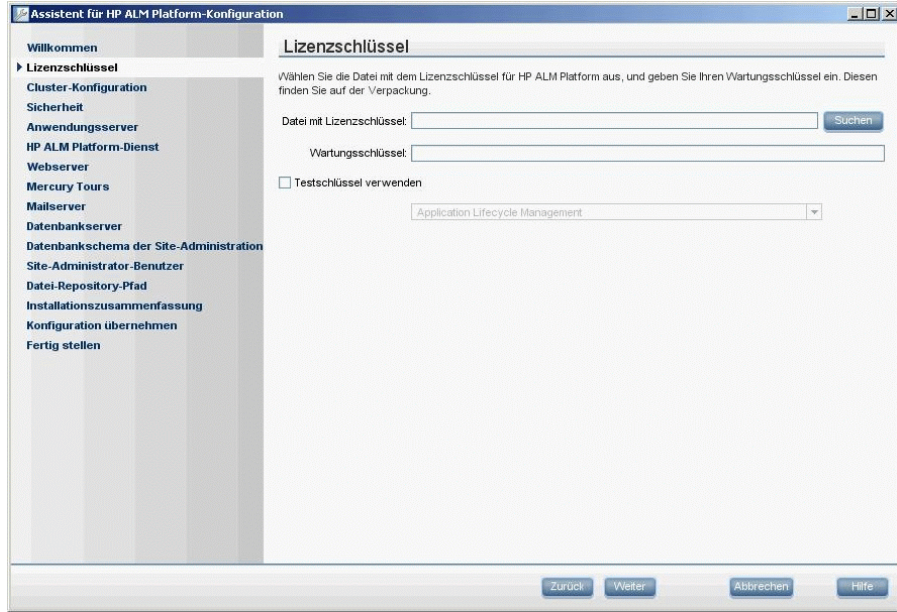 Assistent für HP ALM Platform-Konfiguration
Willkommen
Lizenzschlüssel
Cluster-Konfiguration
Sicherheit
Anwendungsserver
HP ALM Platform-Dienst
Webserver
Mercury Tours
Mailserver
Datenbankserver
Datenbankschema der Site-Administration
Site-Administrator-Benutzer
Datei-Repository-Pfad
Installationszusammenfassung
Konfiguration übernehmen
Fertig stellen
Lizenzschlüssel
Wählen Sie die Datei mit dem Lizenzschlüssel für HP ALM Platform aus, und geben Sie Ihren Wartungsschlüssel ein. Diesen
finden Sie auf der Verpackung.
Datei mit Lizenzschlüssel: Suchen
Wartungsschlüssel:
Testschlüssel verwenden
Application Lifecycle Management
Zurück Weiter Abbrechen Hilfe